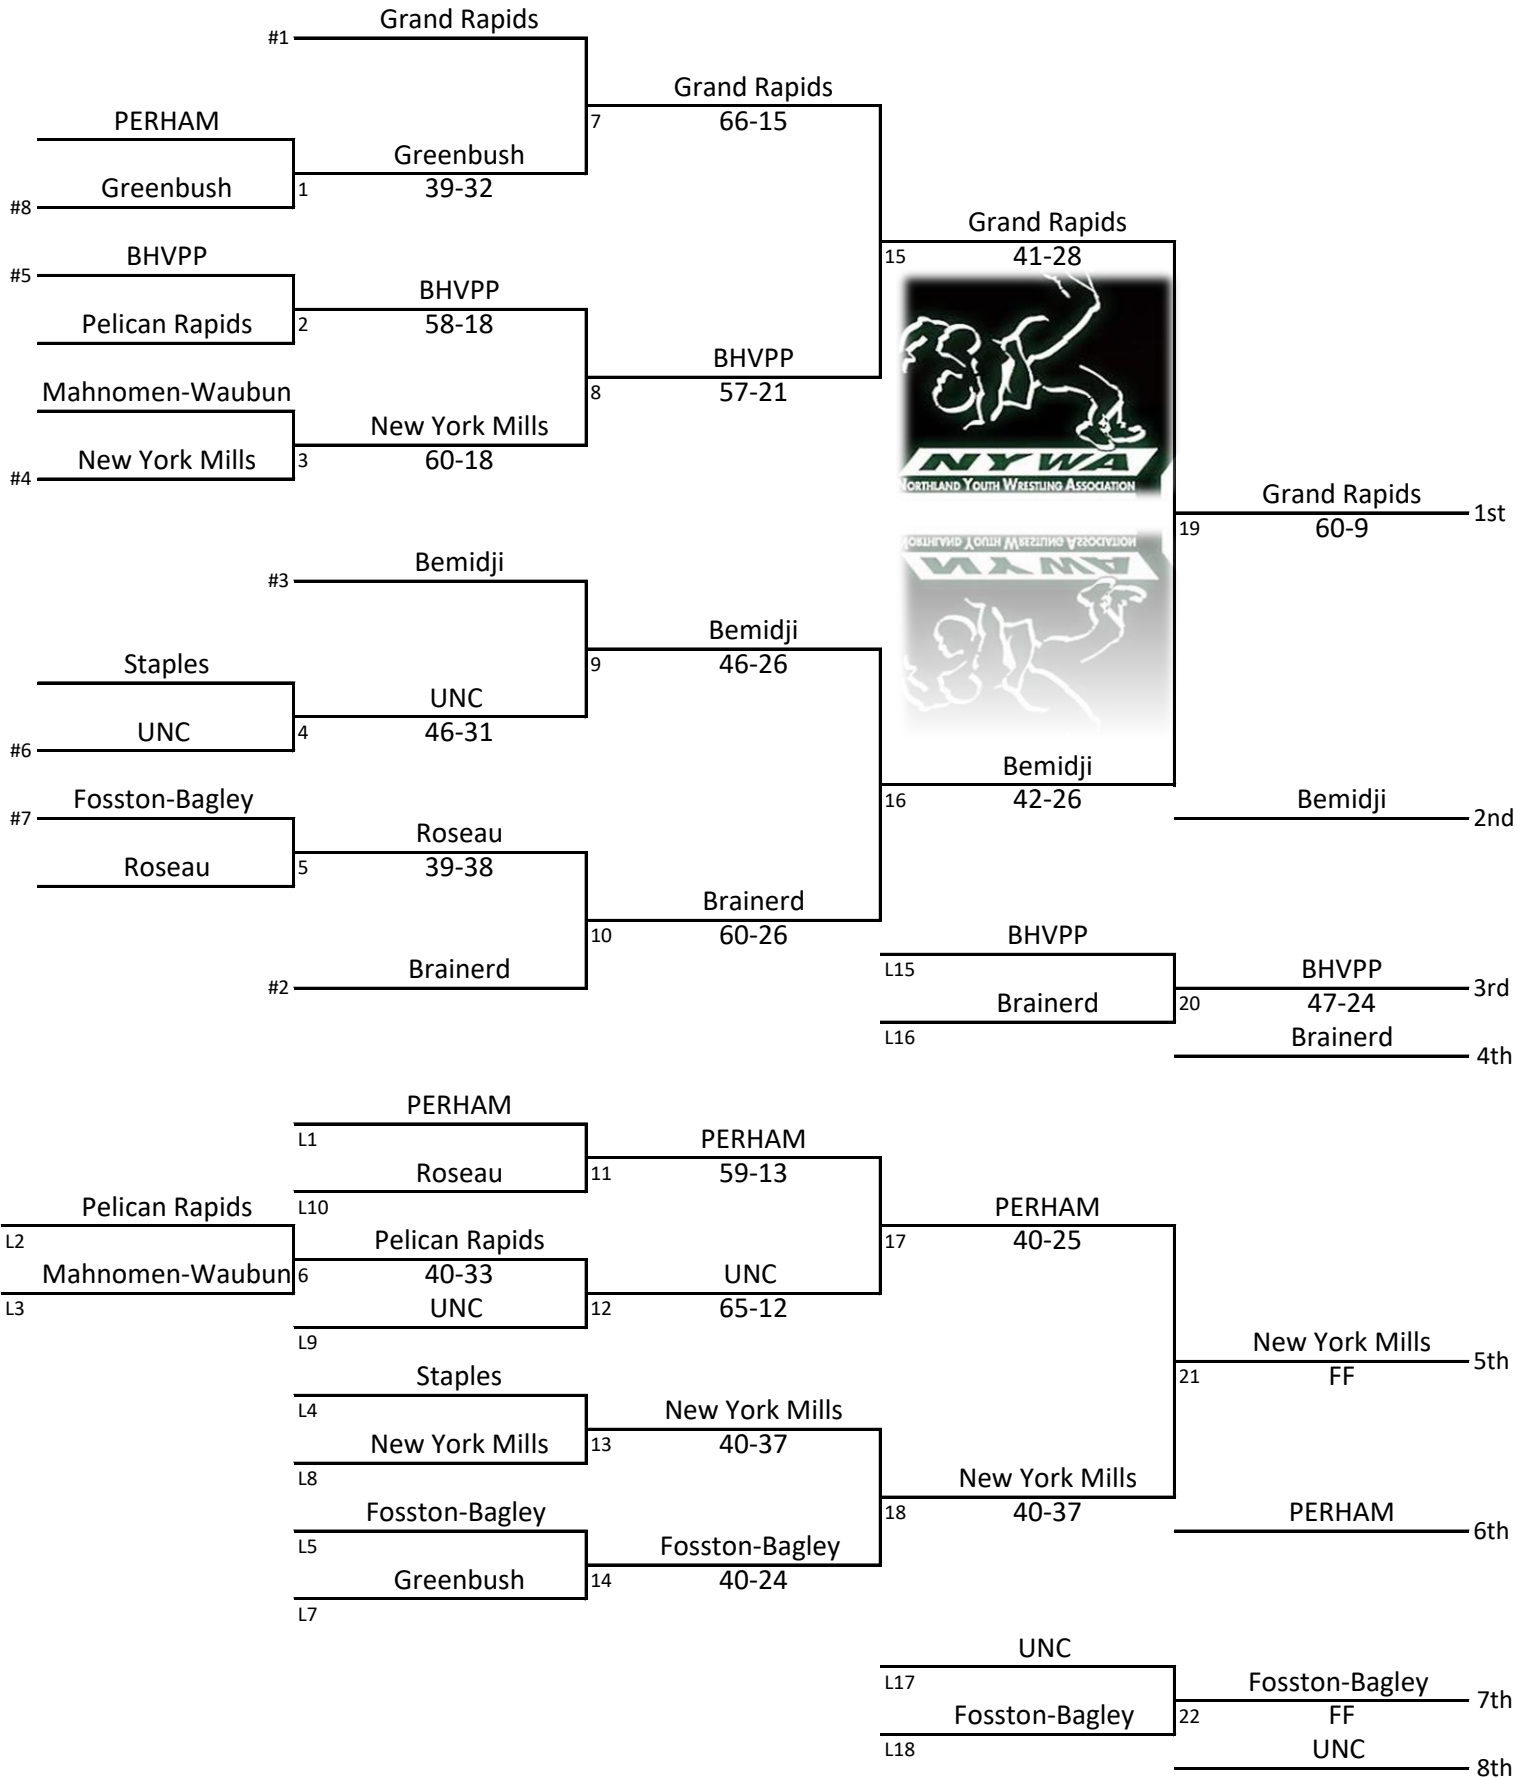 Grand Rapids
#1
Grand Rapids
PERHAM
7
66-15
Greenbush
Greenbush
1
39-32
#8
Grand Rapids
BHVPP
15
41-28
#5
BHVPP
Pelican Rapids
2
58-18
BHVPP
Mahnomen-Waubun
8
57-21
New York Mills
New York Mills
3
60-18
#4
NYWA
NORTHLAND YOUTH WRESTLING ASSOCIATION
Grand Rapids
1st
19
60-9
NORTHLAND YOUTH WRESTLING ASSOCIATION
NYWA
Bemidji
#3
Bemidji
Staples
9
46-26
UNC
UNC
4
46-31
#6
Bemidji
Fosston-Bagley
16
42-26
Bemidji
2nd
#7
Roseau
Roseau
5
39-38
Brainerd
10
60-26
BHVPP
Brainerd
L15
BHVPP
3rd
#2
Brainerd
20
47-24
L16
Brainerd
4th
PERHAM
L1
PERHAM
Roseau
11
59-13
Pelican Rapids
L10
PERHAM
L2
Pelican Rapids
17
40-25
Mahnomen-Waubun
6
40-33
UNC
L3
UNC
12
65-12
L9
New York Mills
5th
Staples
21
FF
L4
New York Mills
New York Mills
13
40-37
L8
New York Mills
Fosston-Bagley
18
40-37
PERHAM
6th
L5
Fosston-Bagley
Greenbush
14
40-24
L7
UNC
L17
Fosston-Bagley
7th
Fosston-Bagley
22
FF
L18
UNC
8th